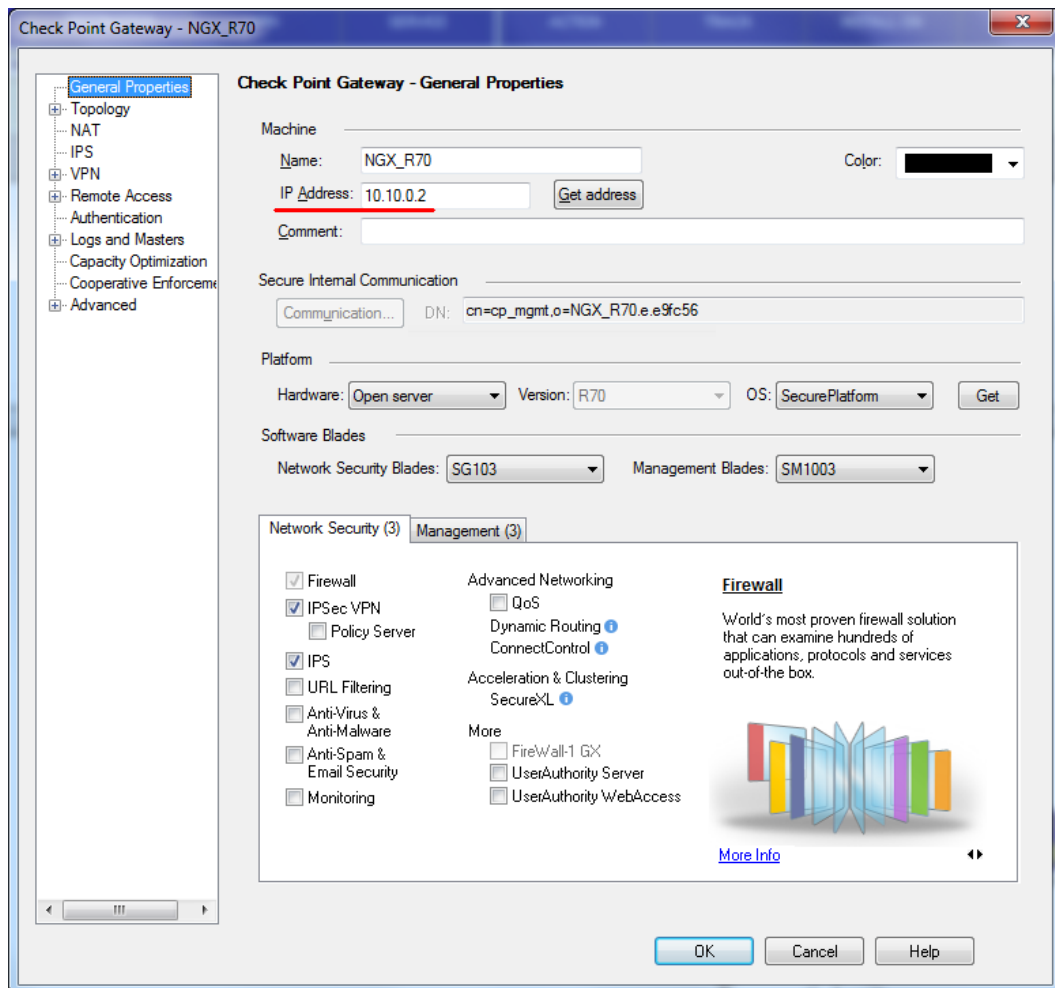 Check Point Gateway - NGX_R70
General Properties
Topology
NAT
IPS
VPN
Remote Access
Authentication
Logs and Masters
Capacity Optimization
Cooperative Enforceme
Advanced
Check Point Gateway - General Properties
Machine
Name: NGX_R70 Color:
IP Address: 10.10.0.2 Get address
Comment:
Secure Internal Communication
Communication... DN: cn=cp_mgmt,o=NGX_R70.e.e9fc56
Platform
Hardware: Open server Version: R70 OS: SecurePlatform Get
Software Blades
Network Security Blades: SG103 Management Blades: SM1003
Network Security (3) Management (3)
Firewall
IPSec VPN
Policy Server
IPS
URL Filtering
Anti-Virus &
Anti-Malware
Anti-Spam &
Email Security
Monitoring
Advanced Networking
QoS
Dynamic Routing
ConnectControl
Acceleration & Clustering
SecureXL
More
FireWall-1 GX
UserAuthority Server
UserAuthority WebAccess
Firewall
World's most proven firewall solution
that can examine hundreds of
applications, protocols and services
out-of-the box.
More Info
OK Cancel Help